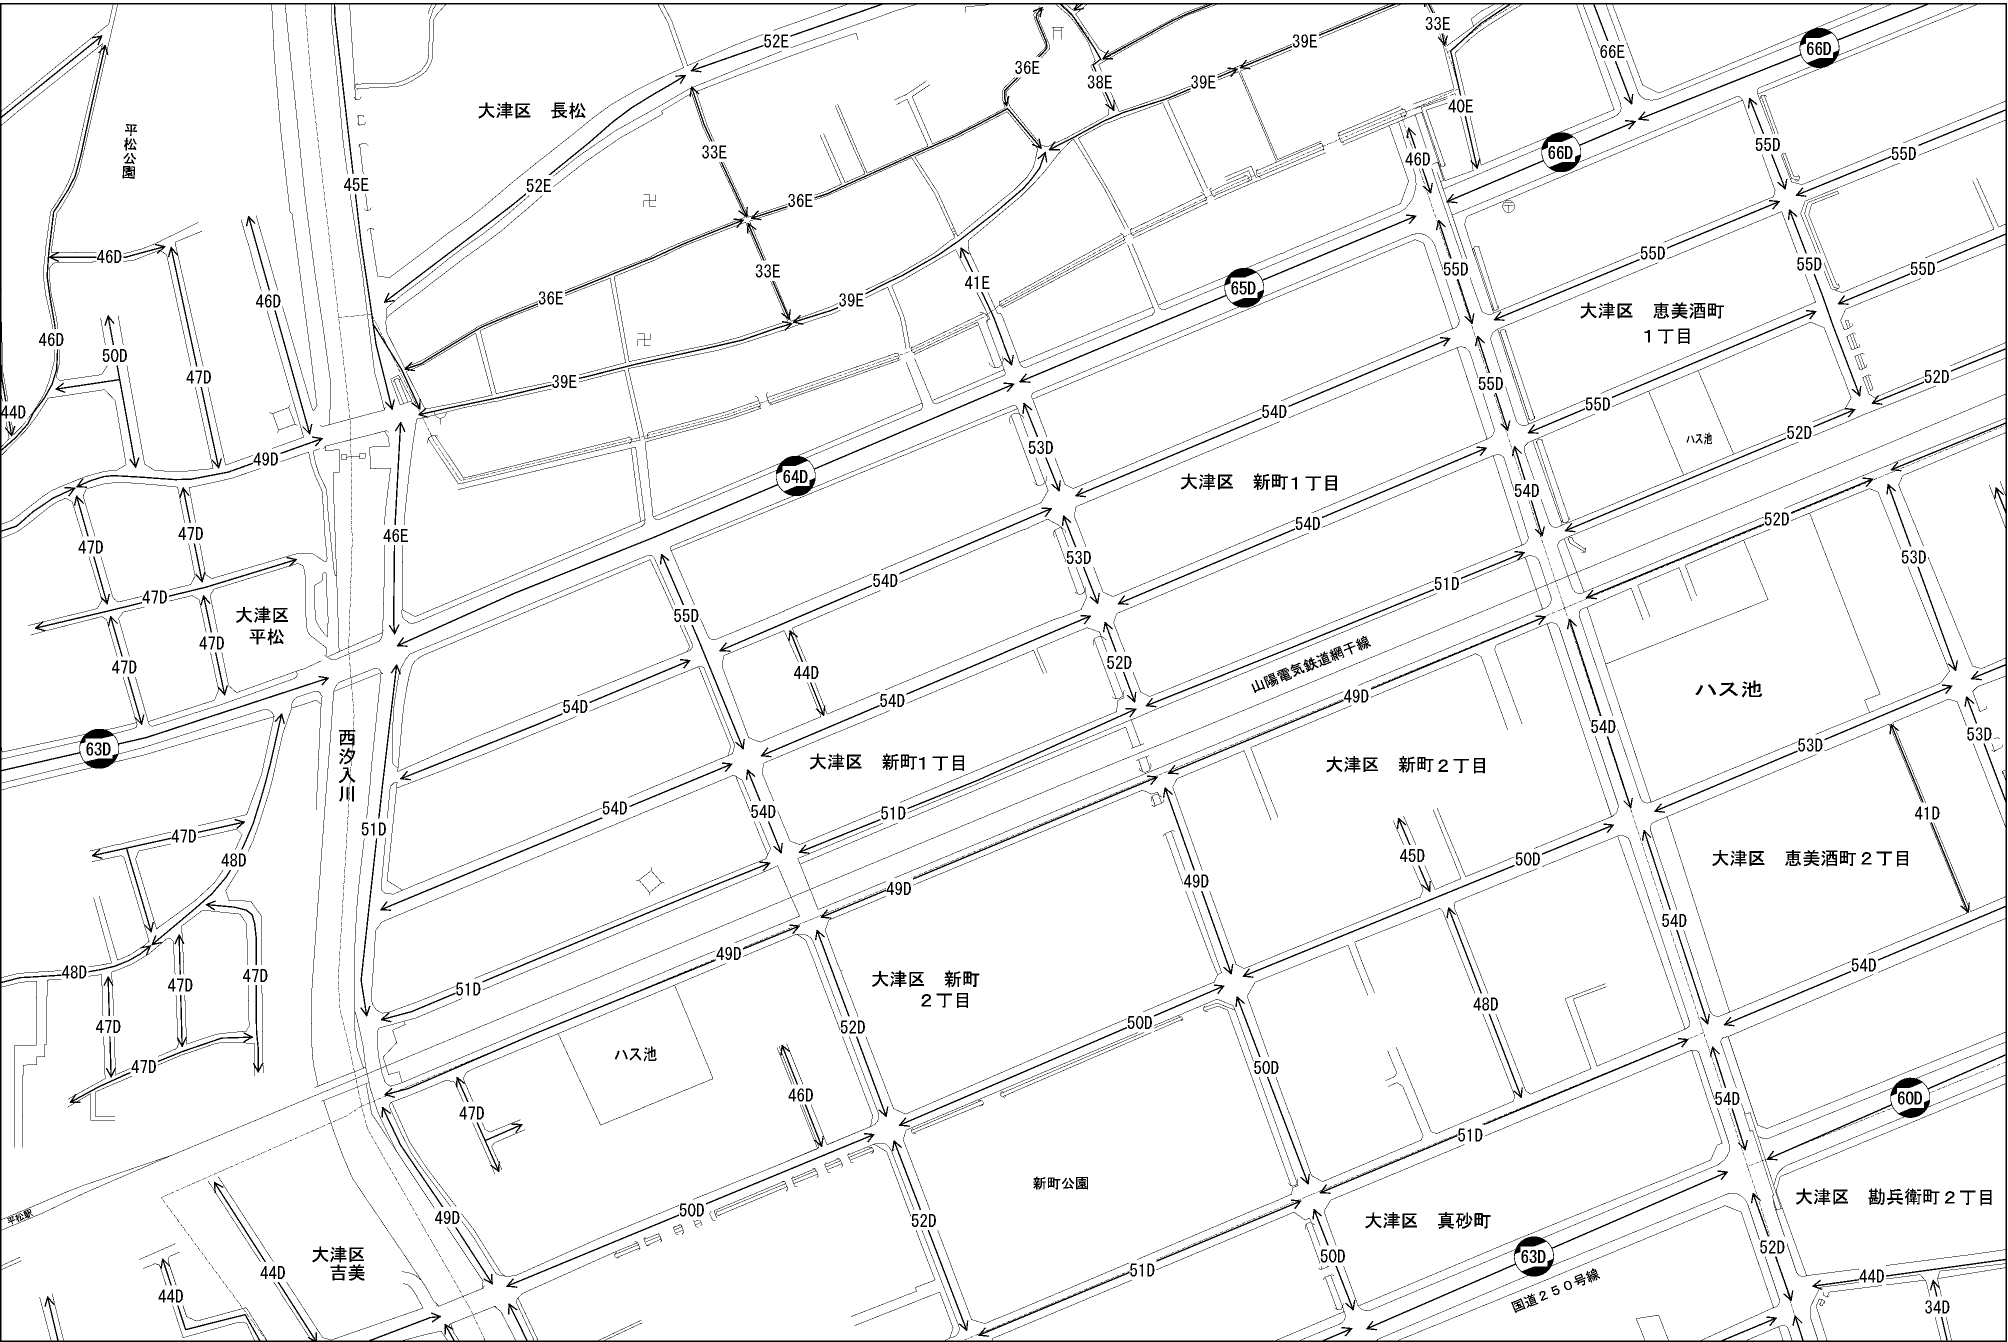 52E
39E
33E
66E
66D
36E
38E
39E
40E
大津区　長松
平松公園
33E
46D
66D
55D
55D
45E
52E
36E
46D
46D
33E
41E
55D
55D
55D
55D
65D
36E
39E
大津区　恵美酒町
１丁目
46D
50D
47D
39E
55D
52D
44D
54D
55D
ハス池
52D
49D
64D
53D
大津区　新町１丁目
54D
46E
54D
52D
47D
47D
53D
53D
47D
54D
51D
大津区
平松
55D
47D
47D
44D
52D
山陽電気鉄道網干線
54D
54D
49D
ハス池
63D
西汐入川
大津区　新町１丁目
大津区　新町２丁目
54D
53D
53D
47D
51D
54D
54D
51D
41D
48D
49D
49D
45D
50D
大津区　恵美酒町２丁目
54D
48D
47D
47D
51D
49D
大津区　新町
２丁目
54D
47D
52D
50D
48D
47D
ハス池
50D
47D
46D
54D
60D
51D
平松駅
49D
50D
52D
新町公園
大津区　真砂町
大津区　勘兵衛町２丁目
大津区
吉美
44D
44D
51D
50D
63D
52D
国道２５０号線
44D
34D